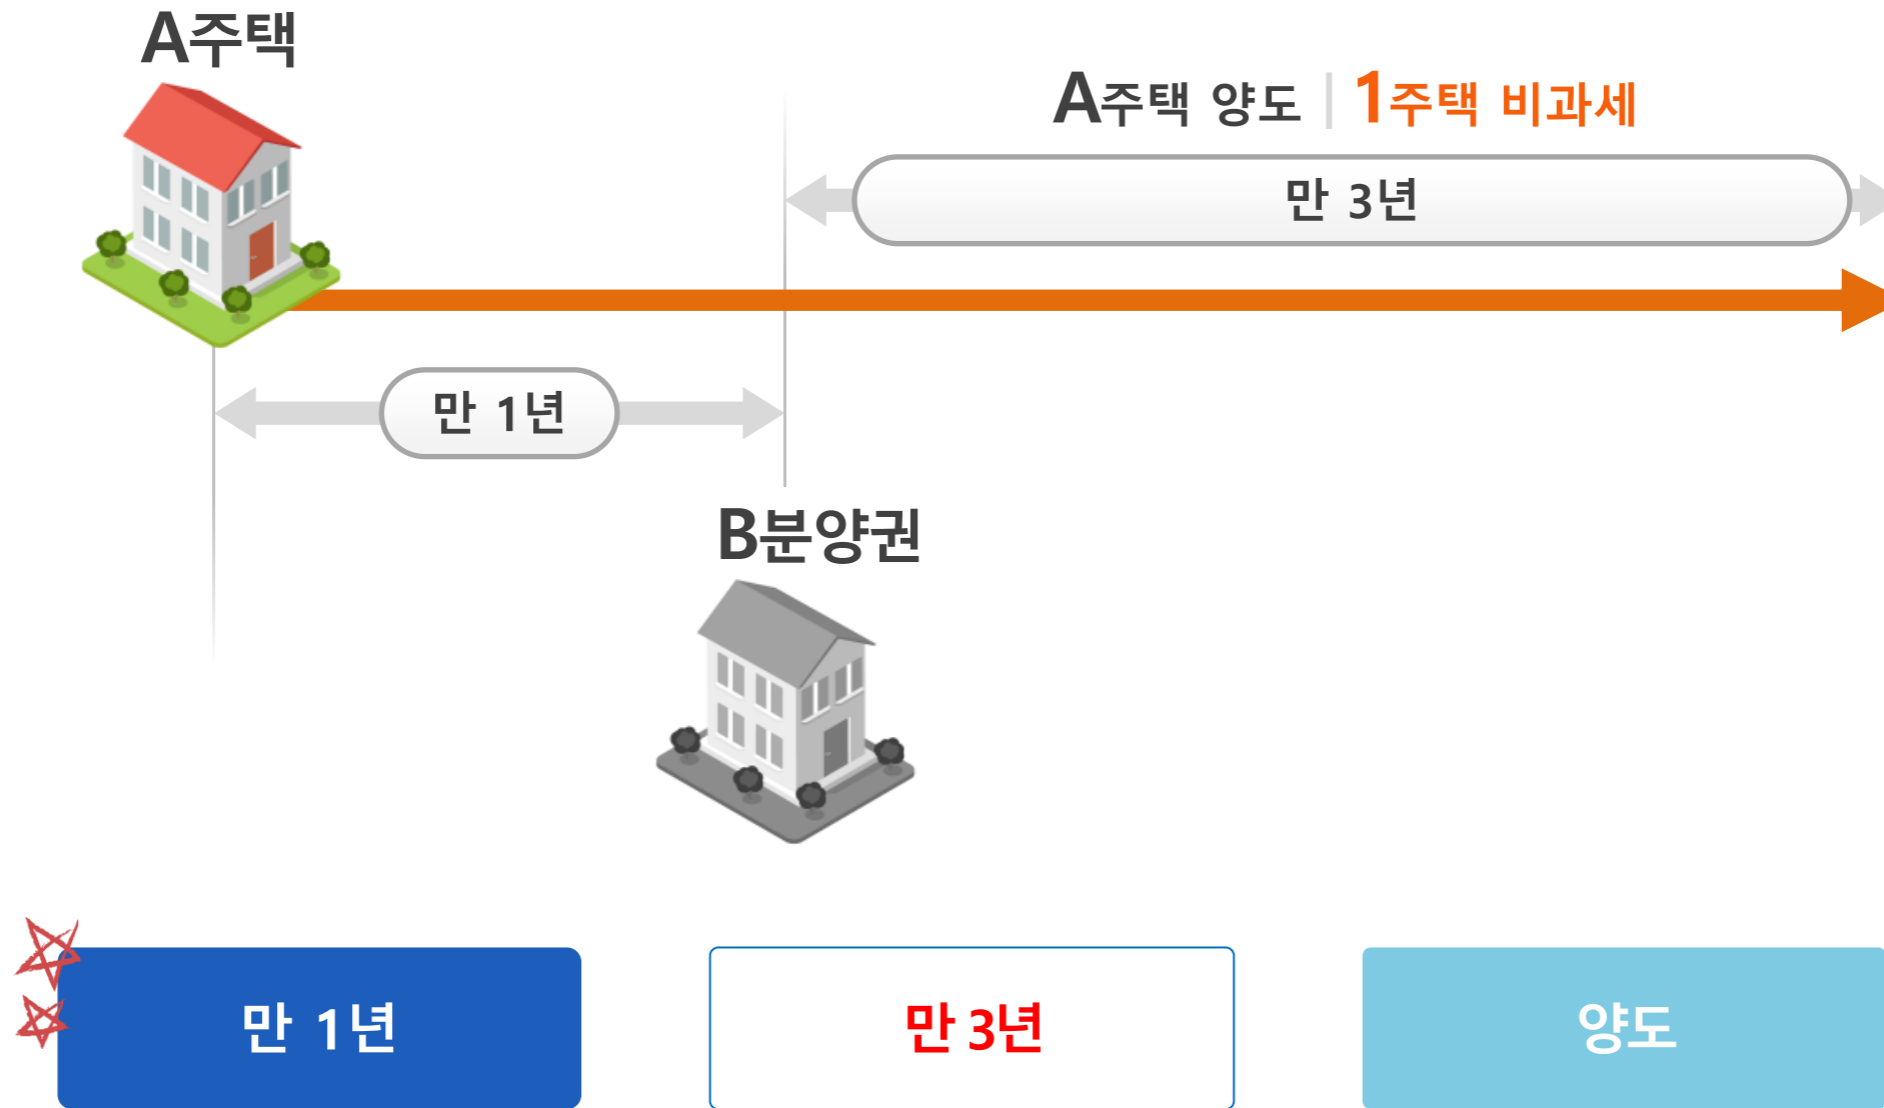 A주택
A주택 양도 | 1주택 비과세
만 3년
만 1년
B분양권
만 1년
만 3년
양도